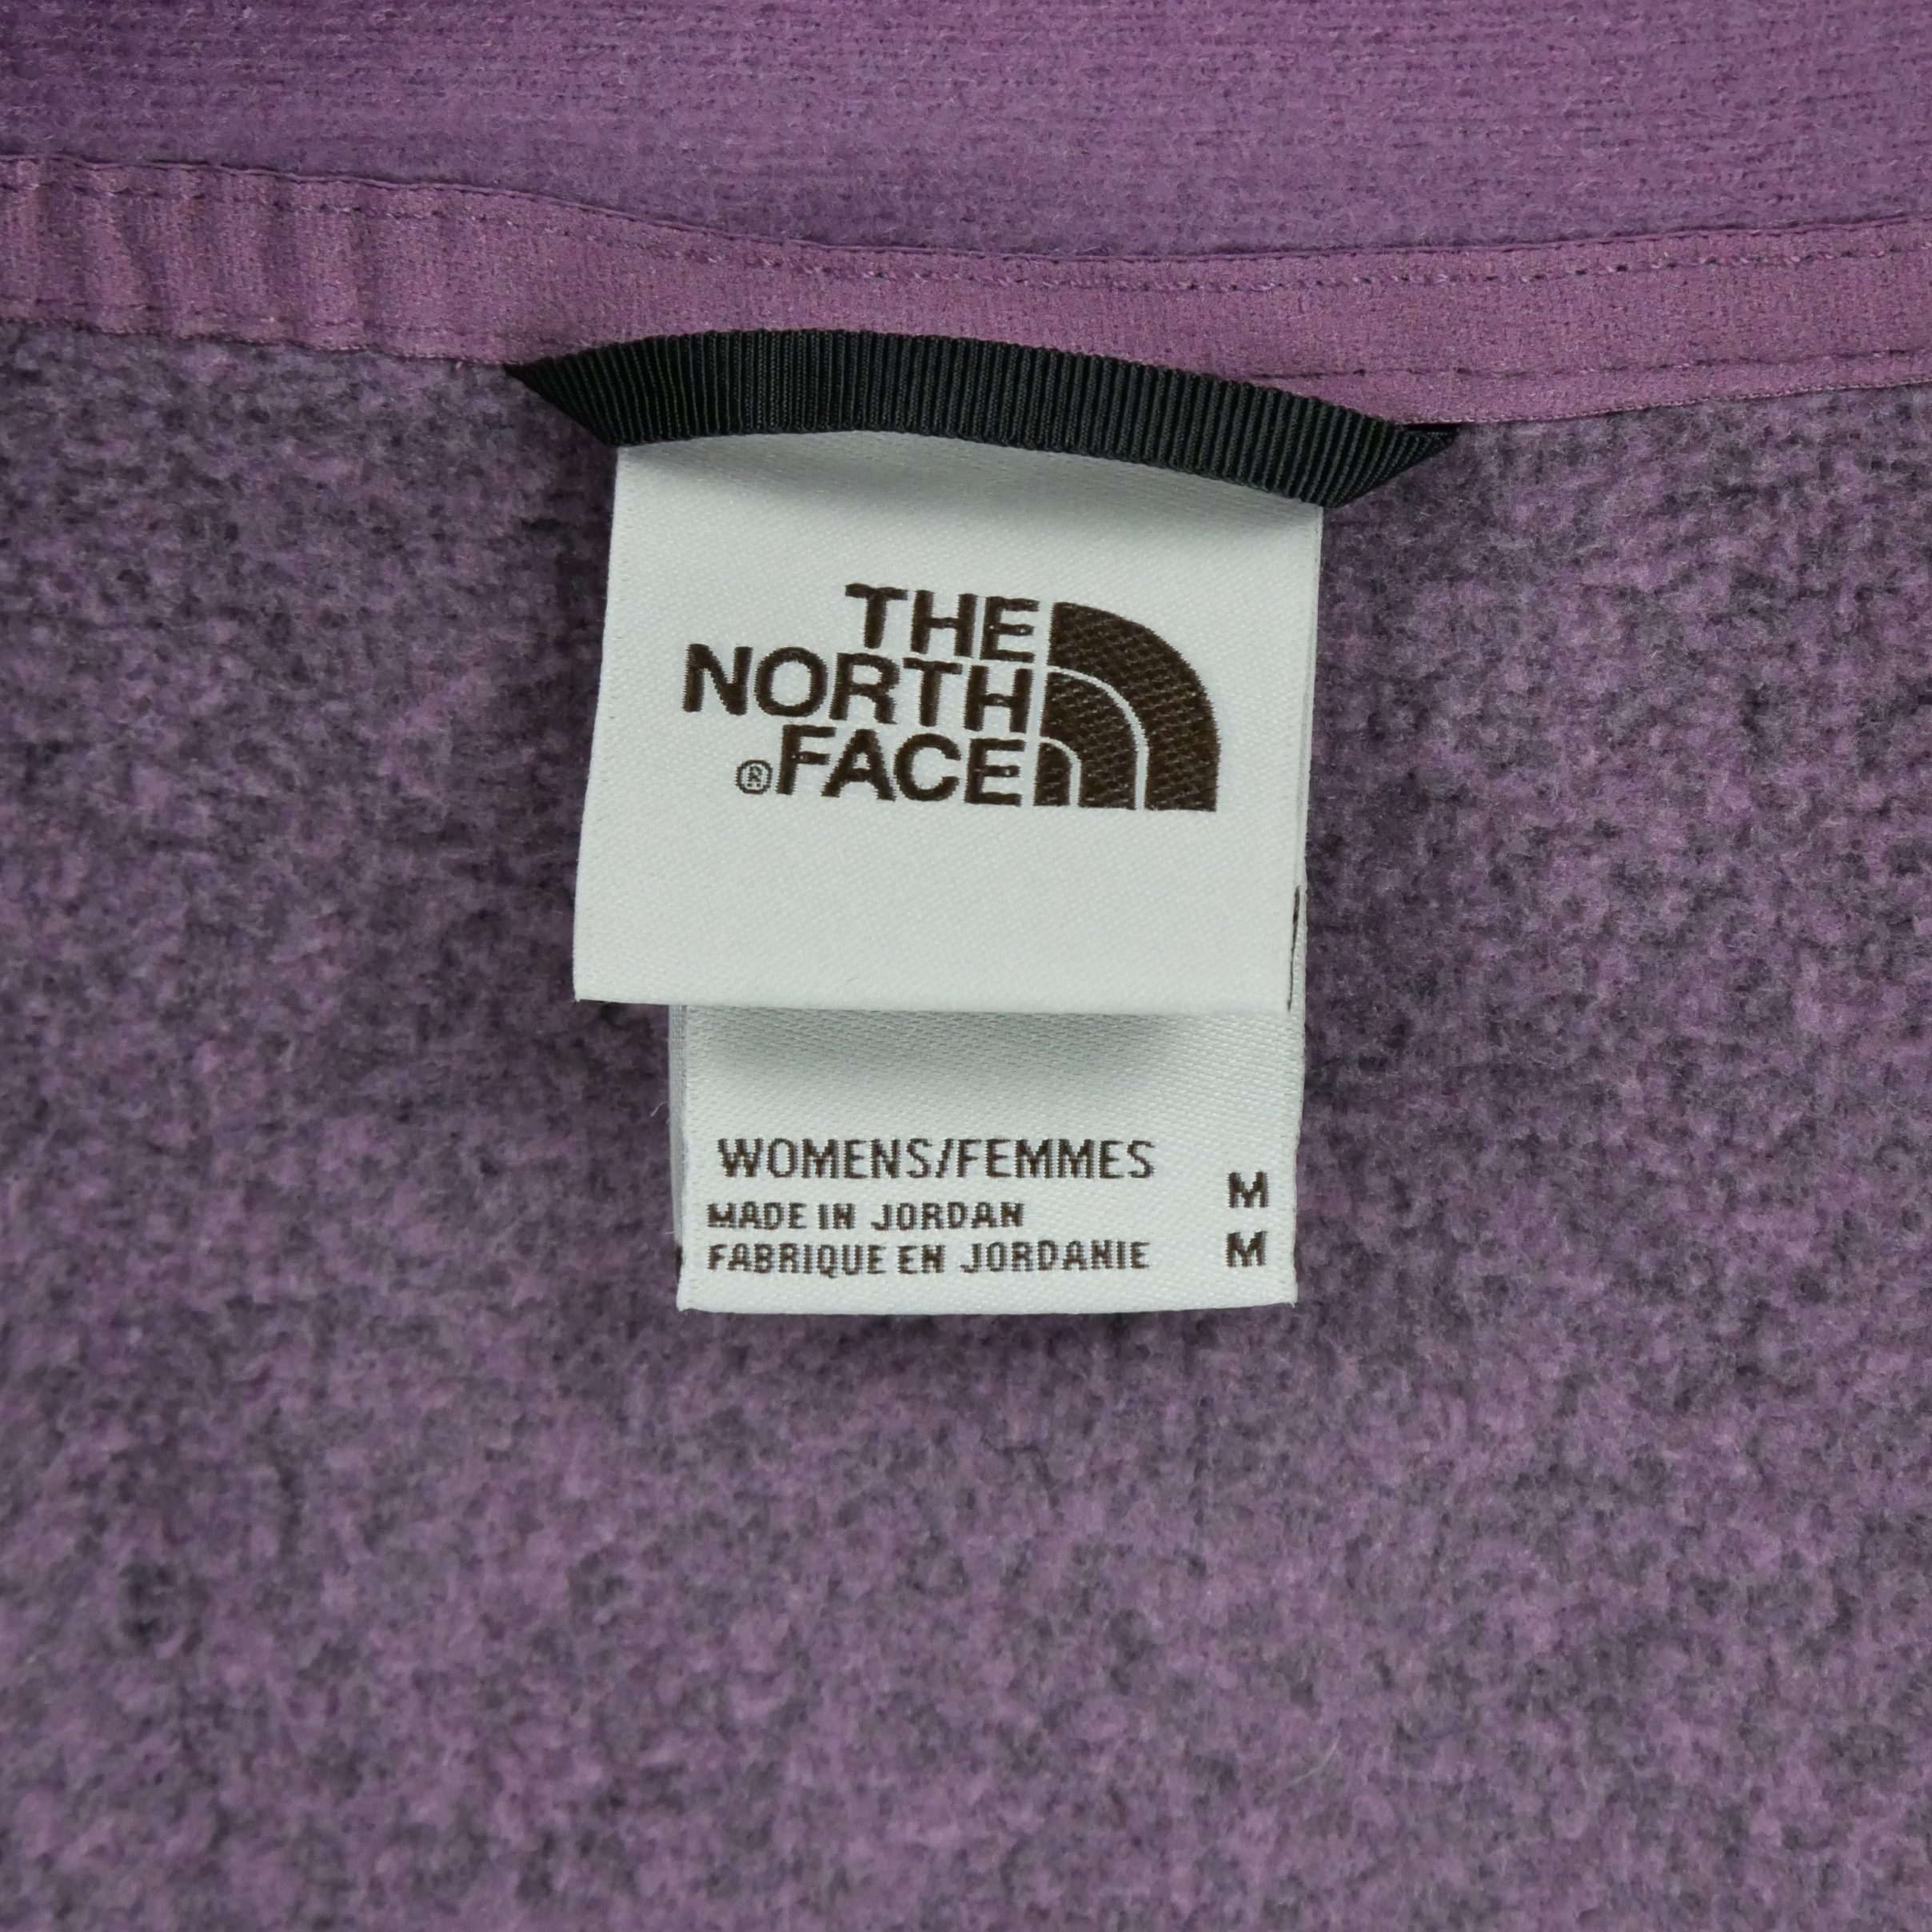 THE
NORTH
®FACE
WOMENS/FEMMES
MADE IN JORDAN M
FABRIQUE EN JORDANIE M